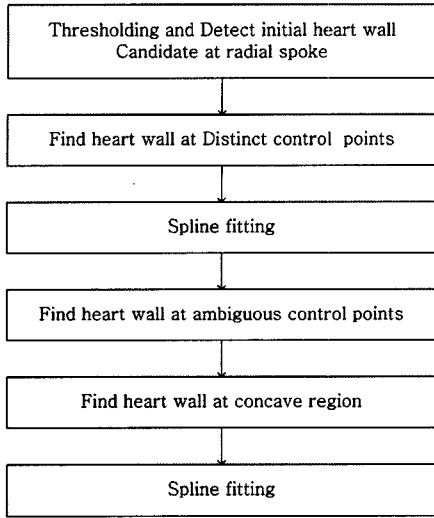 Thresholding and Detect initial heart wall
Candidate at radial spoke
Find heart wall at Distinct control points
Spline fitting
Find heart wall at ambiguous control points
Find heart wall at concave region
Spline fitting